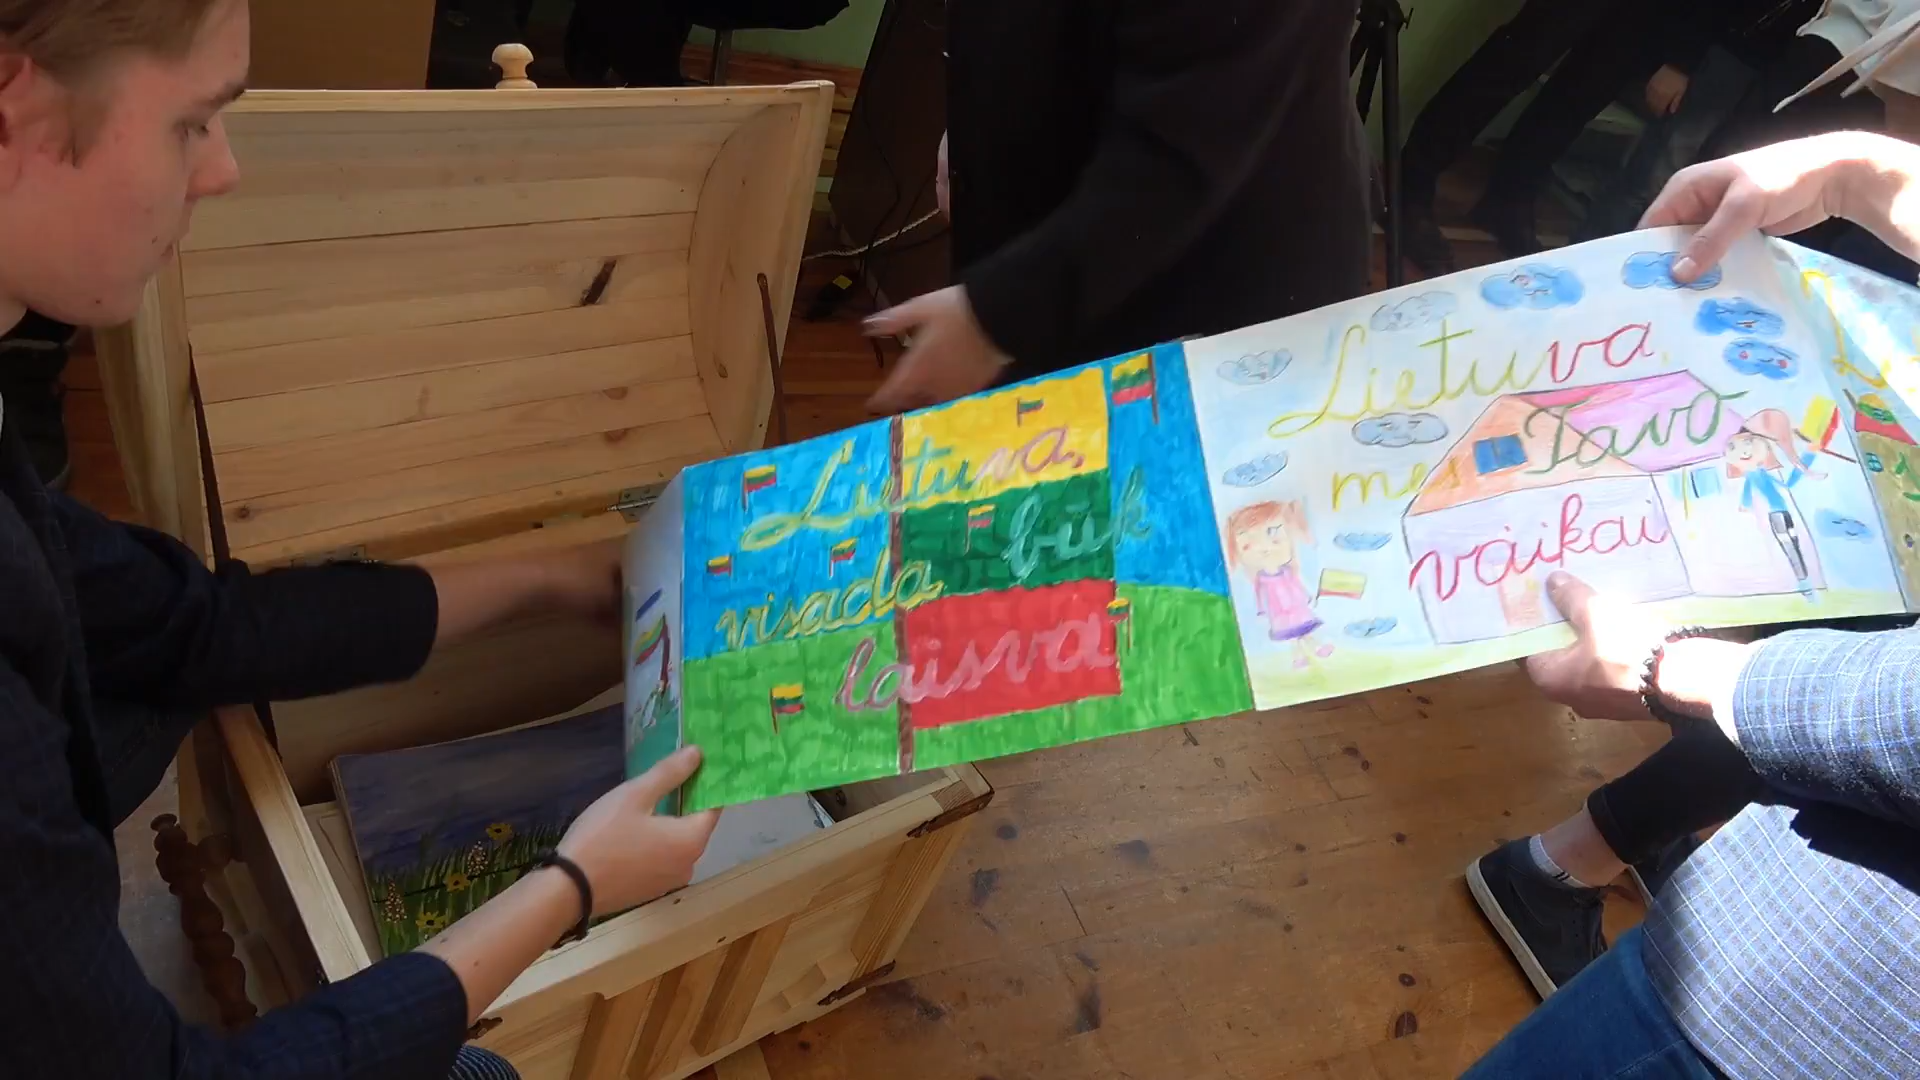 Lietuva,
būk
visada
laisva
Lietuva
mes Tavo
vaikai